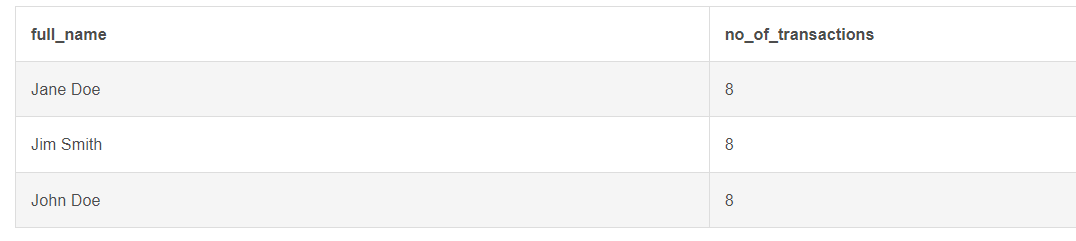 full_name no_of_transactions
Jane Doe 8
Jim Smith 8
John Doe 8